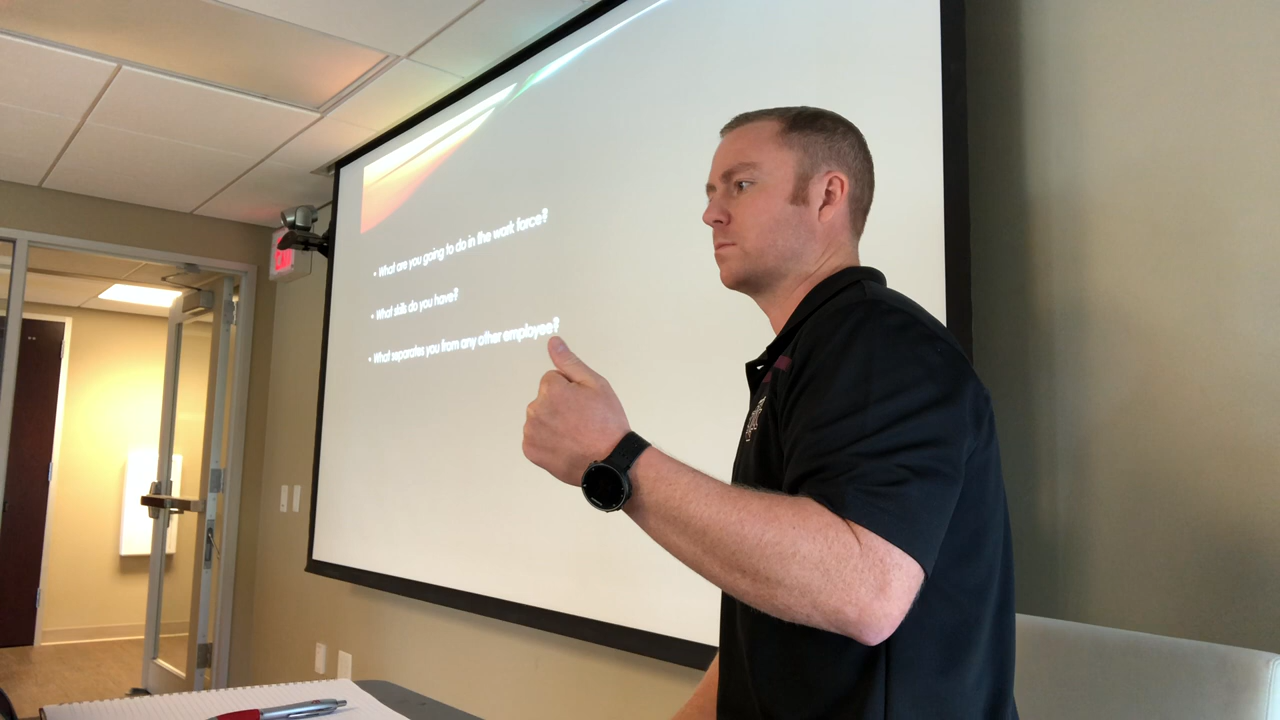 • What are you going to do in the work force?
• What skills do you have?
• What separates you from any other employee?